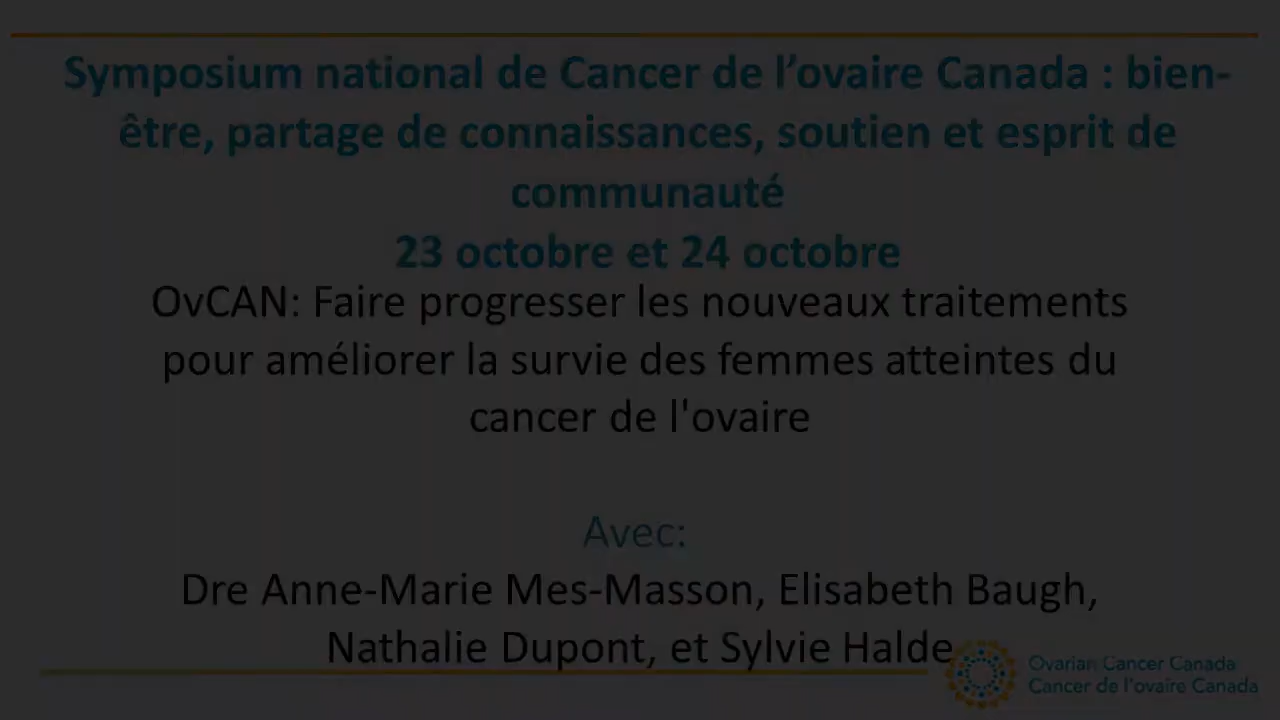 Symposium national de Cancer de l’ovaire Canada : bien-
être, partage de connaissances, soutien et esprit de
communauté
23 octobre et 24 octobre
OvCAN: Faire progresser les nouveaux traitements
pour améliorer la survie des femmes atteintes du
cancer de l'ovaire
Avec:
Dre Anne-Marie Mes-Masson, Elisabeth Baugh,
Nathalie Dupont, et Sylvie Halde
Ovarian Cancer Canada
Cancer de l'ovaire Canada